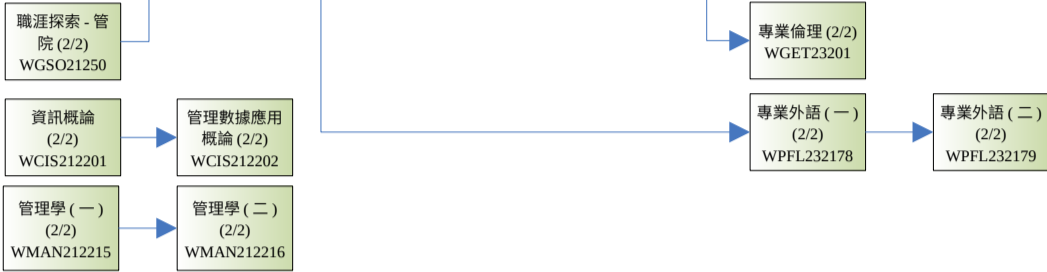 職涯探索 - 管
院 (2/2)
WGSO21250
專業倫理 (2/2)
WGET23201
資訊概論
(2/2)
WCIS212201
管理數據應用
概論 (2/2)
WCIS212202
專業外語 ( 一 )
(2/2)
WPFL232178
專業外語 ( 二 )
(2/2)
WPFL232179
管理學 ( 一 )
(2/2)
WMAN212215
管理學 ( 二 )
(2/2)
WMAN212216